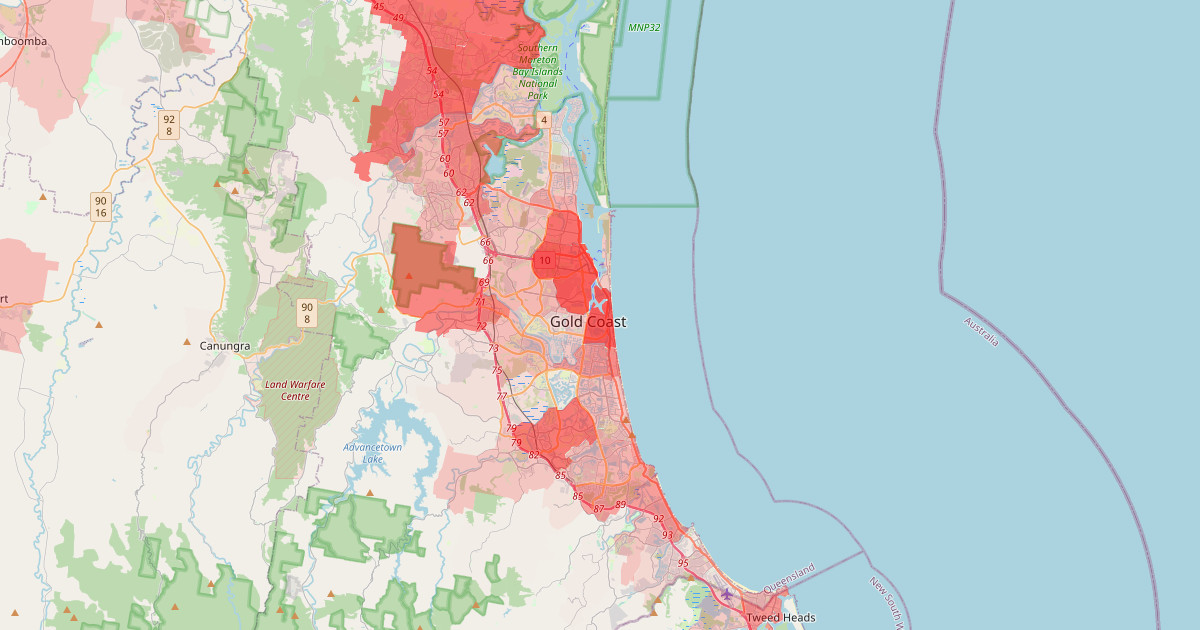 45
49
MNP32
mboomba
Southern
Moreton
Bay Islands
National
Park
54
54
92
8
4
57
57
60
60
62
62
90
16
66
66
10
69
rt
71
90
8
72
Gold Coast
Australia
Canungra
73
75
Land Warfare
Centre
77
79
79
82
Advancetown
Lake
85
85
87
89
92
93
95
Queensland
New South W
Tweed Heads